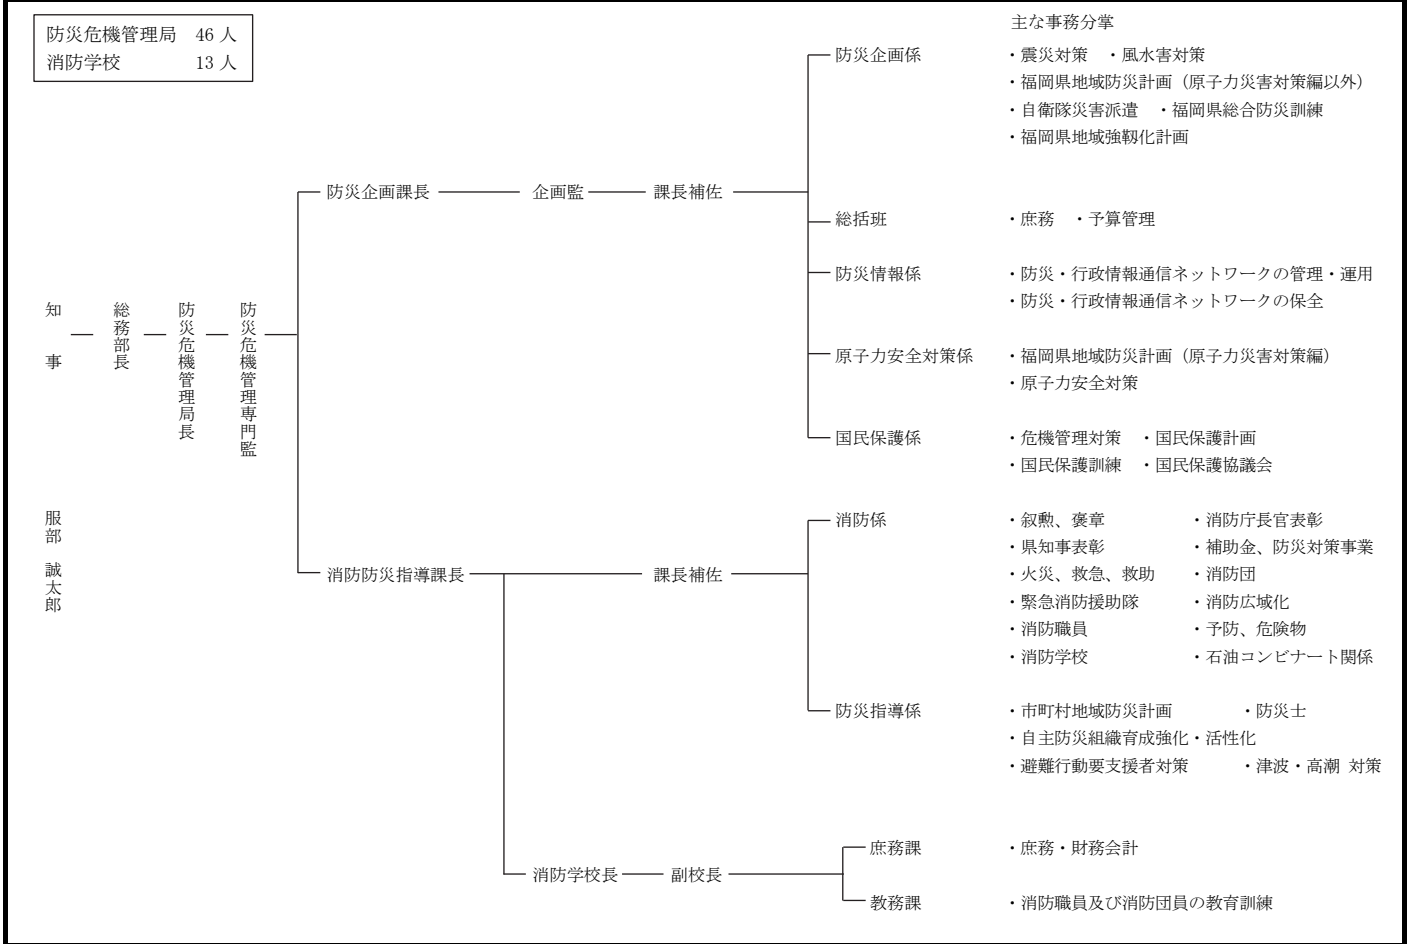 防災危機管理局　46 人
消防学校　13 人
主な事務分掌
知事
服部　誠太郎
総務部長
防災危機管理局長
防災危機管理専門監
防災企画課長
企画監
課長補佐
防災企画係
・震災対策　・風水害対策
・福岡県地域防災計画（原子力災害対策編以外）
・自衛隊災害派遣　・福岡県総合防災訓練
・福岡県地域強靱化計画
総括班
・庶務　・予算管理
防災情報係
・防災・行政情報通信ネットワークの管理・運用
・防災・行政情報通信ネットワークの保全
原子力安全対策係
・福岡県地域防災計画（原子力災害対策編）
・原子力安全対策
国民保護係
・危機管理対策　・国民保護計画
・国民保護訓練　・国民保護協議会
消防防災指導課長
課長補佐
消防係
・叙勲、褒章　・消防庁長官表彰
・県知事表彰　・補助金、防災対策事業
・火災、救急、救助　・消防団
・緊急消防援助隊　・消防広域化
・消防職員　・予防、危険物
・消防学校　・石油コンビナート関係
防災指導係
・市町村地域防災計画　・防災士
・自主防災組織育成強化・活性化
・避難行動要支援者対策　・津波・高潮 対策
消防学校長
副校長
庶務課
・庶務・財務会計
教務課
・消防職員及び消防団員の教育訓練